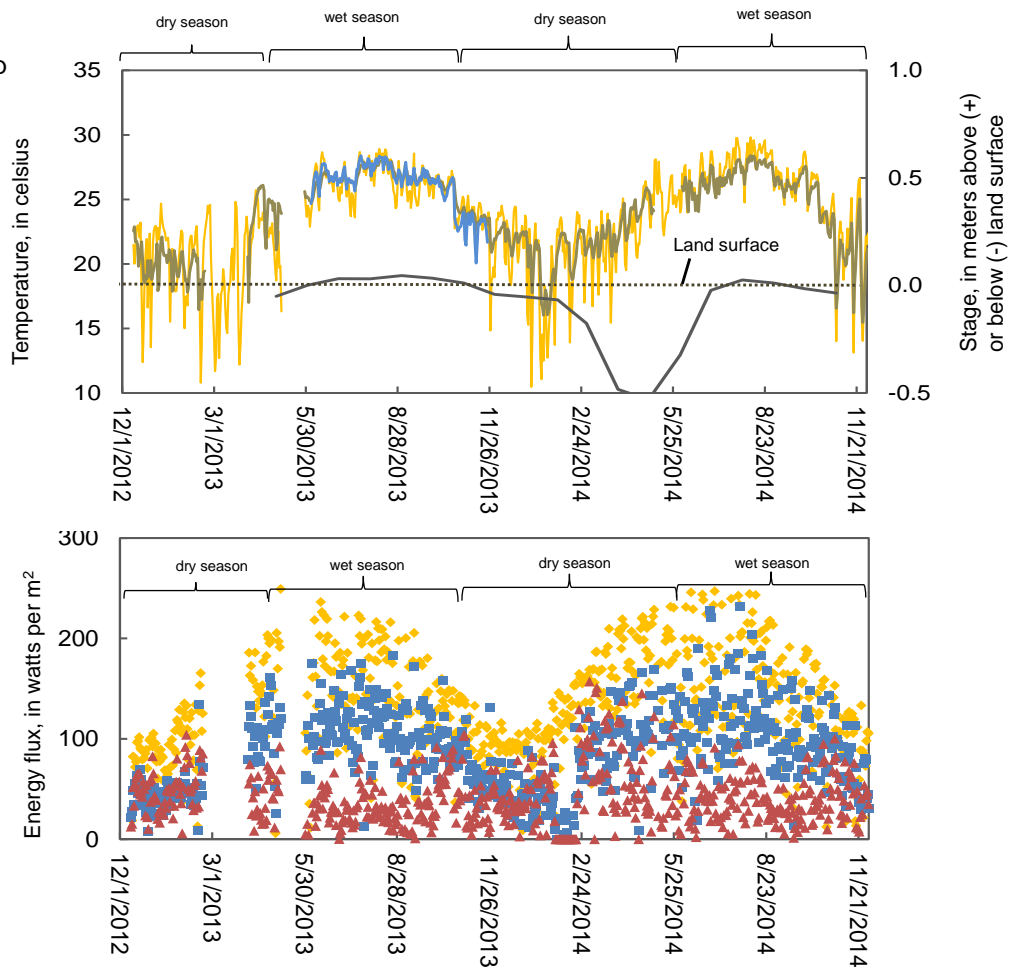 dry season
wet season
dry season
wet season
35
30
25
20
15
10
Temperature, in celsius
1.0
0.5
0.0
-0.5
Stage, in meters above (+)
or below (-) land surface
Land surface
12/1/2012
3/1/2013
5/30/2013
8/28/2013
11/26/2013
2/24/2014
5/25/2014
8/23/2014
11/21/2014
300
200
100
0
Energy flux, in watts per m²
dry season
wet season
dry season
wet season
12/1/2012
3/1/2013
5/30/2013
8/28/2013
11/26/2013
2/24/2014
5/25/2014
8/23/2014
11/21/2014